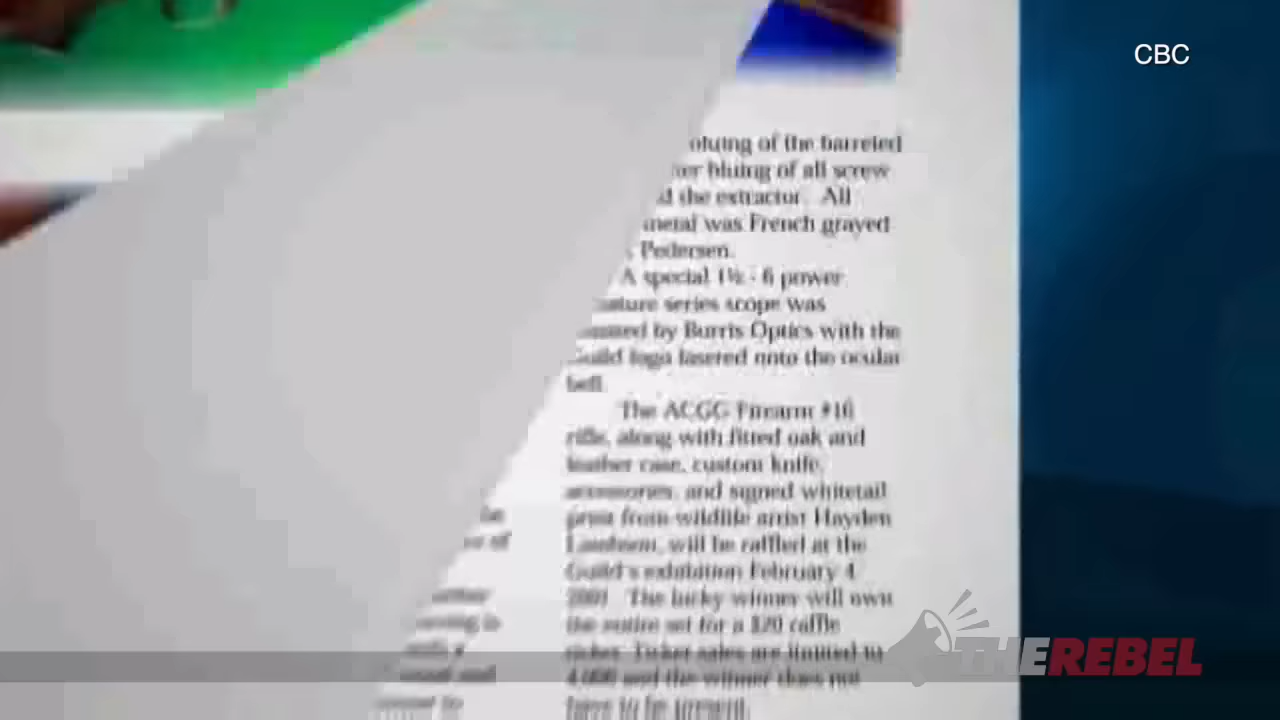 CBC
of the barreled
bluing of all screw
the extractor. All
metal was French grayed
Pedersen.
A special 1½ - 6 power
series scope was
by Burris Optics with the
Guild logo lasered onto the ocular
bell.
The ACGG Firearm #16
rifle, along with fitted oak and
leather case, custom knife,
accessories, and signed whitetail
print from wildlife artist Hayden
will be raffled at the
Guild's exhibition February 4
2001. The lucky winner will own
the entire set for a $20 raffle
ticket. Ticket sales are limited to
4,000 and the winner does not
have to be present.
of
and
to
THE REBEL